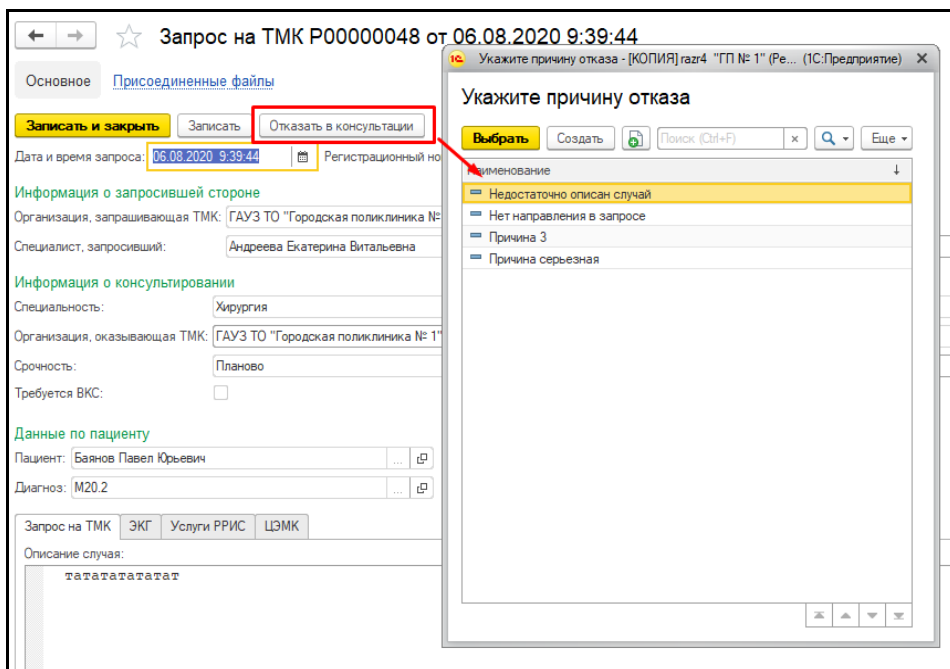 Запрос на ТМК Р00000048 от 06.08.2020 9:39:44
Основное Присоединенные файлы
Записать и закрыть Записать Отказать в консультации
Дата и время запроса: 06.08.2020 9:39:44 Регистрационный но
Информация о запросившей стороне
Организация, запрашивающая ТМК: ГАУЗ ТО "Городская поликлиника №
Специалист, запросивший: Андреева Екатерина Витальевна
Информация о консультировании
Специальность: Хирургия
Организация, оказывающая ТМК: ГАУЗ ТО "Городская поликлиника № 1"
Срочность: Планово
Требуется ВКС:
Данные по пациенту
Пациент: Баянов Павел Юрьевич ...
Диагноз: M20.2 ...
Запрос на ТМК ЭКГ Услуги РРИС ЦЭМК
Описание случая:
татататататат
1С Укажите причину отказа - [КОПИЯ] razr4 "ГП № 1" (Ре... (1С:Предприятие) X
Укажите причину отказа
Выбрать Создать Поиск (Ctrl+F) x Еще
Наименование ↓
Недостаточно описан случай
Нет направления в запросе
Причина 3
Причина серьезная